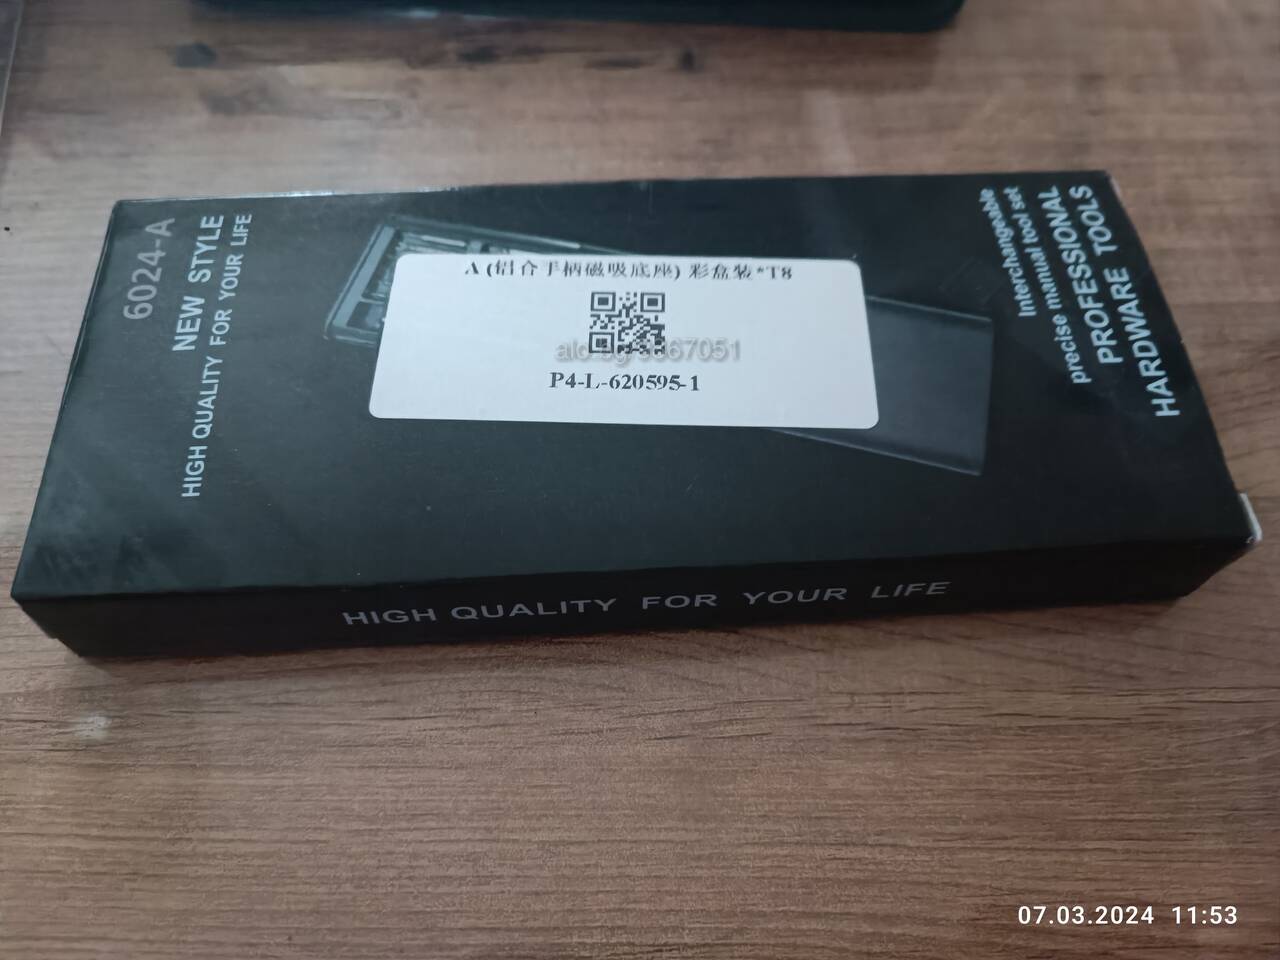 6024-A
NEW STYLE
HIGH QUALITY FOR YOUR LIFE
A (铝合手柄磁吸底座) 彩盒装*T8
P4-L-620595-1
Interchangeable
precise manual tool set
PROFESSIONAL
PROFESSIONAL TOOLS
HARDWARE
HIGH QUALITY FOR YOUR LIFE
07.03.2024 11:53